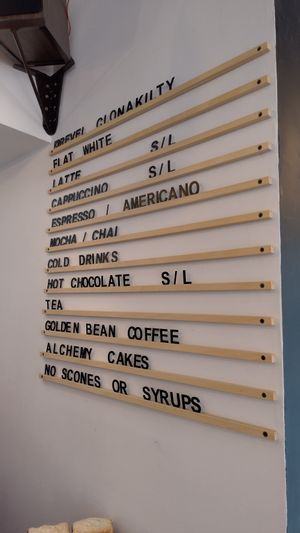 PREVEL CLONAKILTY
FLAT WHITE
LATTE S/L
CAPPUCCINO S/L
ESPRESSO / AMERICANO
MOCHA / CHAI
COLD DRINKS
HOT CHOCOLATE S/L
TEA
GOLDEN BEAN COFFEE
ALCHEMY CAKES
NO SCONES OR SYRUPS